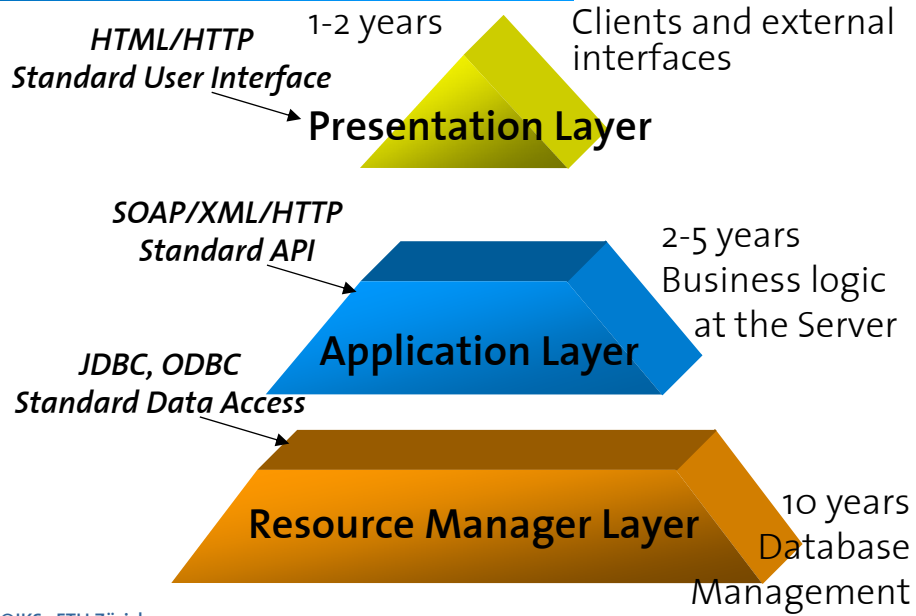 HTML/HTTP
Standard User Interface
1-2 years
Clients and external
interfaces
Presentation Layer
SOAP/XML/HTTP
Standard API
2-5 years
Business logic
at the Server
Application Layer
JDBC, ODBC
Standard Data Access
Resource Manager Layer
10 years
Database
Management